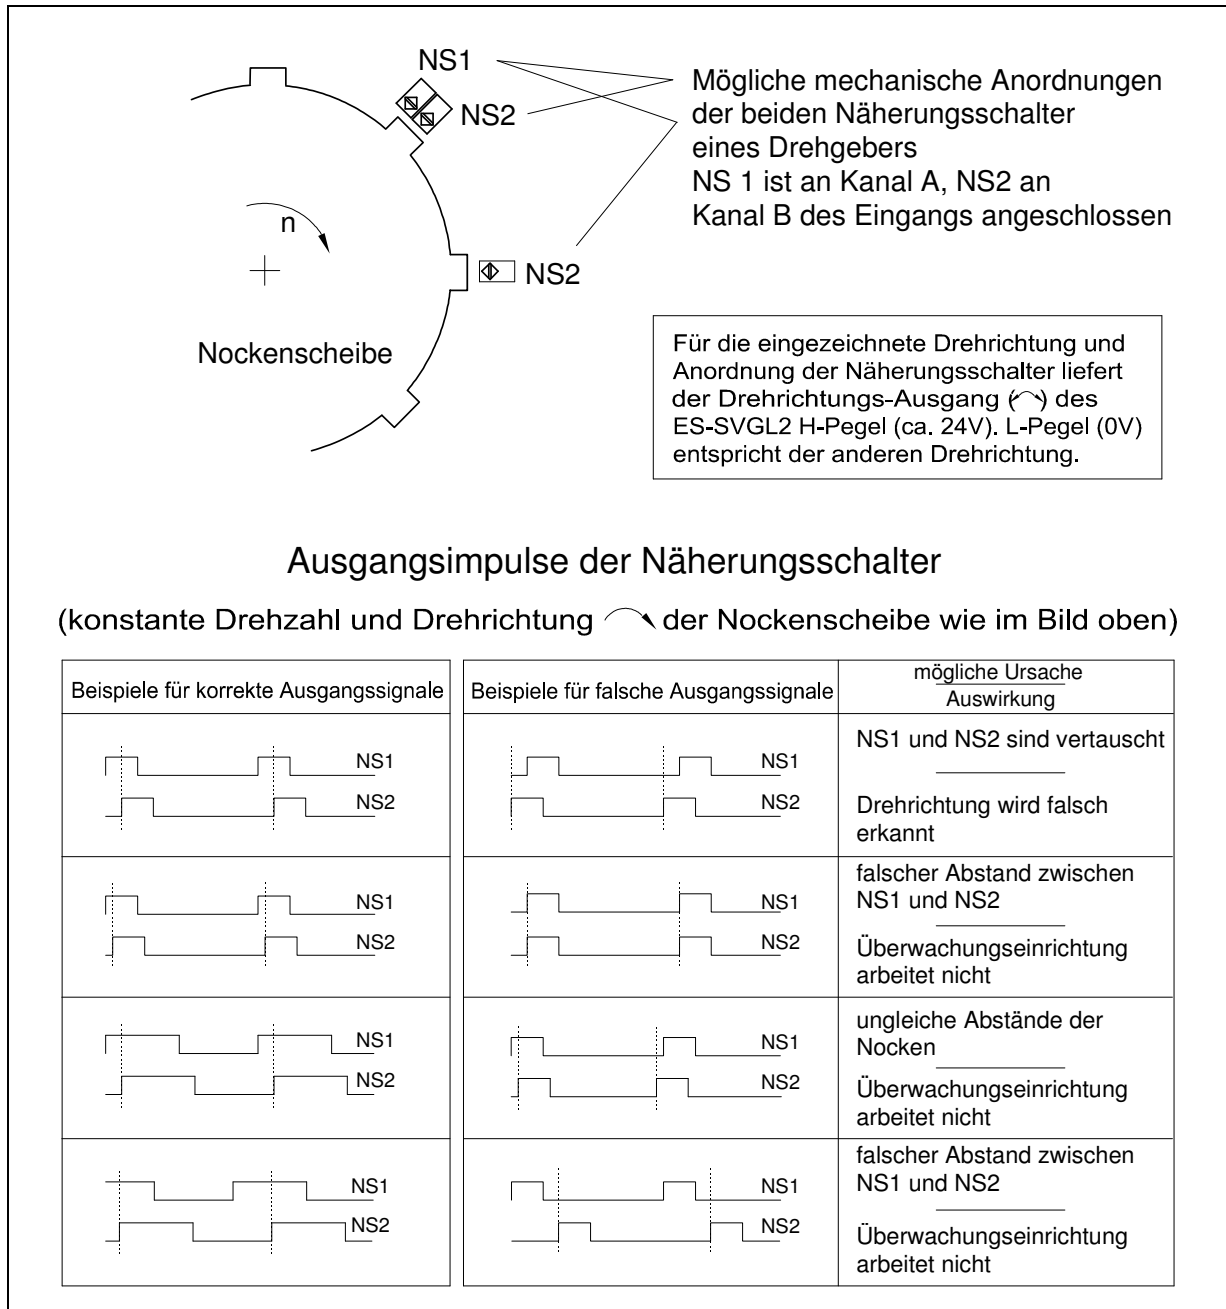 NS1
NS2
Mögliche mechanische Anordnungen
der beiden Näherungsschalter
eines Drehgebers
NS 1 ist an Kanal A, NS2 an
Kanal B des Eingangs angeschlossen
n
NS2
Nockenscheibe
Für die eingezeichnete Drehrichtung und
Anordnung der Näherungsschalter liefert
der Drehrichtungs-Ausgang (↶↷) des
ES-SVGL2 H-Pegel (ca. 24V). L-Pegel (0V)
entspricht der anderen Drehrichtung.
Ausgangsimpulse der Näherungsschalter
(konstante Drehzahl und Drehrichtung ↷ der Nockenscheibe wie im Bild oben)
Beispiele für korrekte Ausgangssignale
Beispiele für falsche Ausgangssignale
mögliche Ursache
Auswirkung
NS1
NS2
NS1
NS2
NS1 und NS2 sind vertauscht
Drehrichtung wird falsch
erkannt
NS1
NS2
NS1
NS2
falscher Abstand zwischen
NS1 und NS2
Überwachungseinrichtung
arbeitet nicht
NS1
NS2
NS1
NS2
ungleiche Abstände der
Nocken
Überwachungseinrichtung
arbeitet nicht
NS1
NS2
NS1
NS2
falscher Abstand zwischen
NS1 und NS2
Überwachungseinrichtung
arbeitet nicht